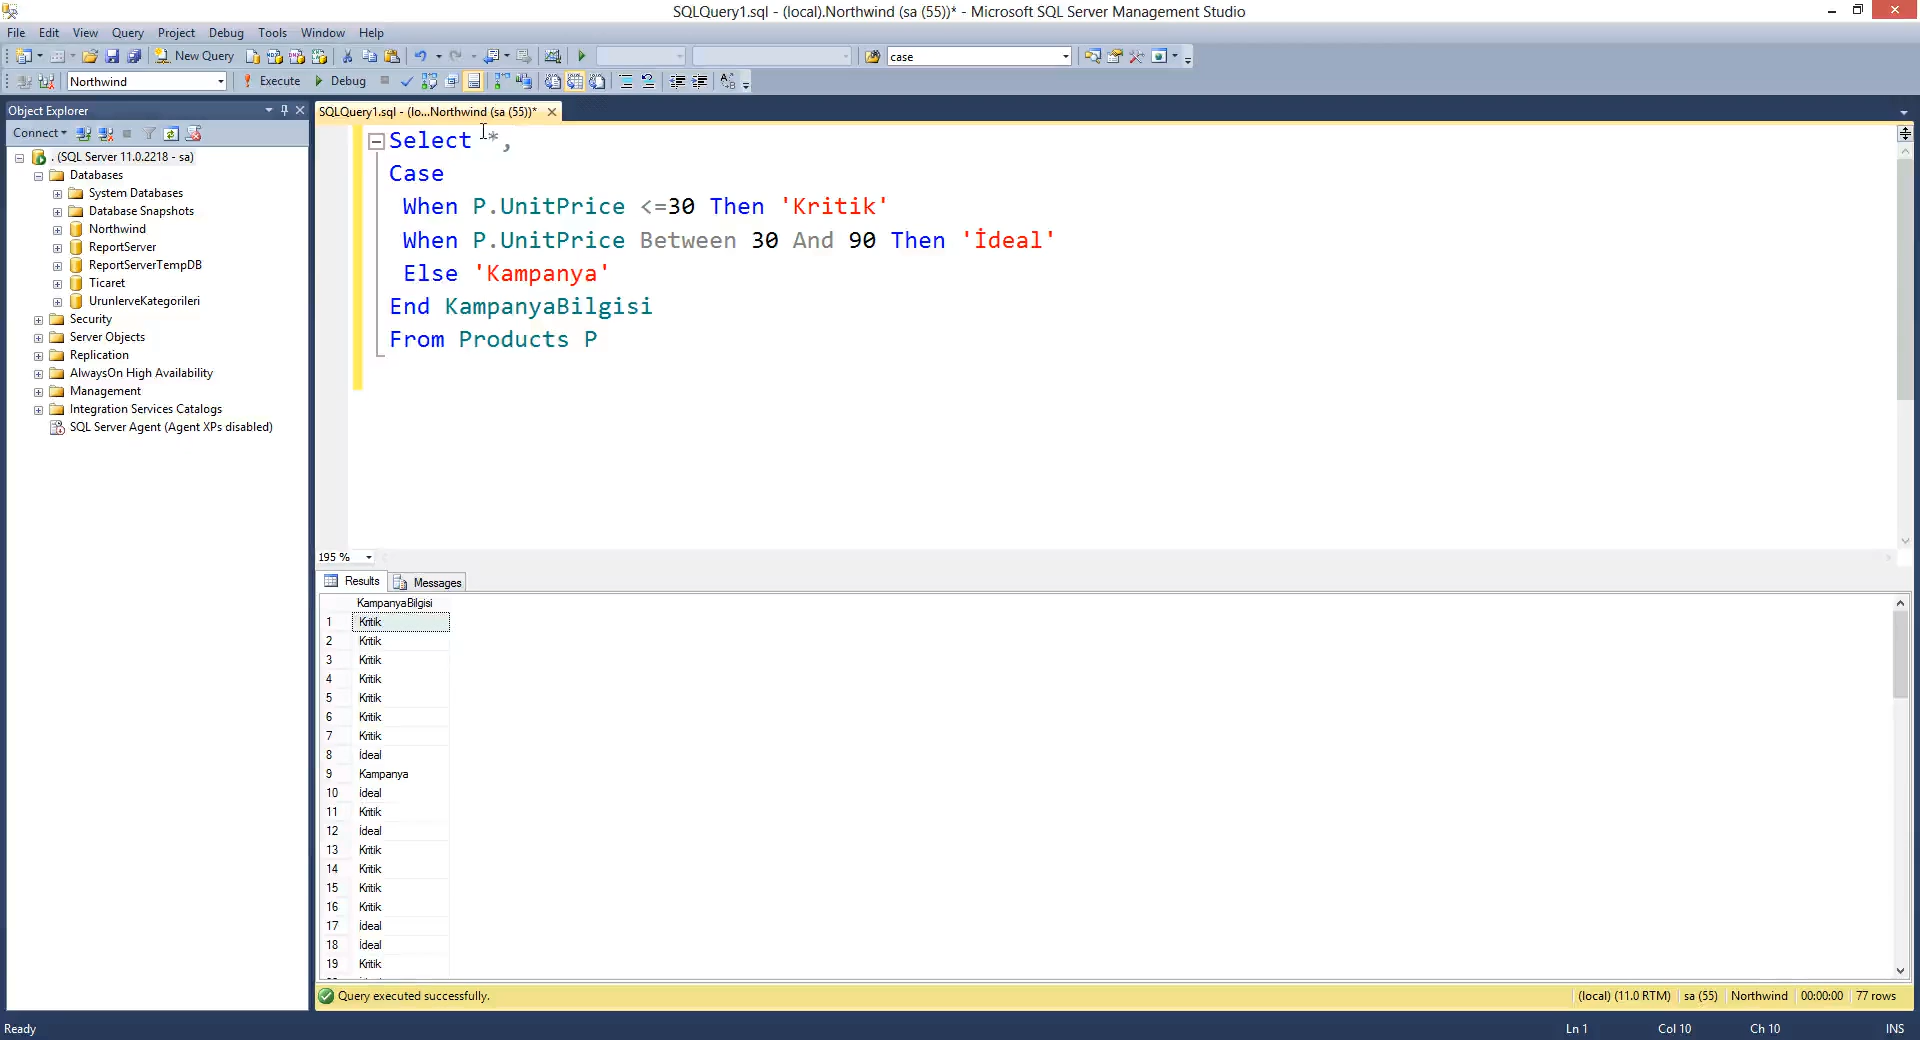 SQLQuery1.sql - (local).Northwind (sa (55))* - Microsoft SQL Server Management Studio
File Edit View Query Project Debug Tools Window Help
New Query case
Northwind Execute Debug
Object Explorer
Connect
. (SQL Server 11.0.2218 - sa)
Databases
System Databases
Database Snapshots
Northwind
ReportServer
ReportServerTempDB
Ticaret
UrunlerveKategorileri
Security
Server Objects
Replication
AlwaysOn High Availability
Management
Integration Services Catalogs
SQL Server Agent (Agent XPs disabled)
SQLQuery1.sql - (lo...Northwind (sa (55))*
Select *,
Case
When P.UnitPrice <=30 Then 'Kritik'
When P.UnitPrice Between 30 And 90 Then 'İdeal'
Else 'Kampanya'
End KampanyaBilgisi
From Products P
195 %
Results Messages
KampanyaBilgisi
1 Kritik
2 Kritik
3 Kritik
4 Kritik
5 Kritik
6 Kritik
7 Kritik
8 İdeal
9 Kampanya
10 İdeal
11 Kritik
12 İdeal
13 Kritik
14 Kritik
15 Kritik
16 Kritik
17 İdeal
18 İdeal
19 Kritik
Query executed successfully. (local) (11.0 RTM) sa (55) Northwind 00:00:00 77 rows
Ready Ln 1 Col 10 Ch 10 INS